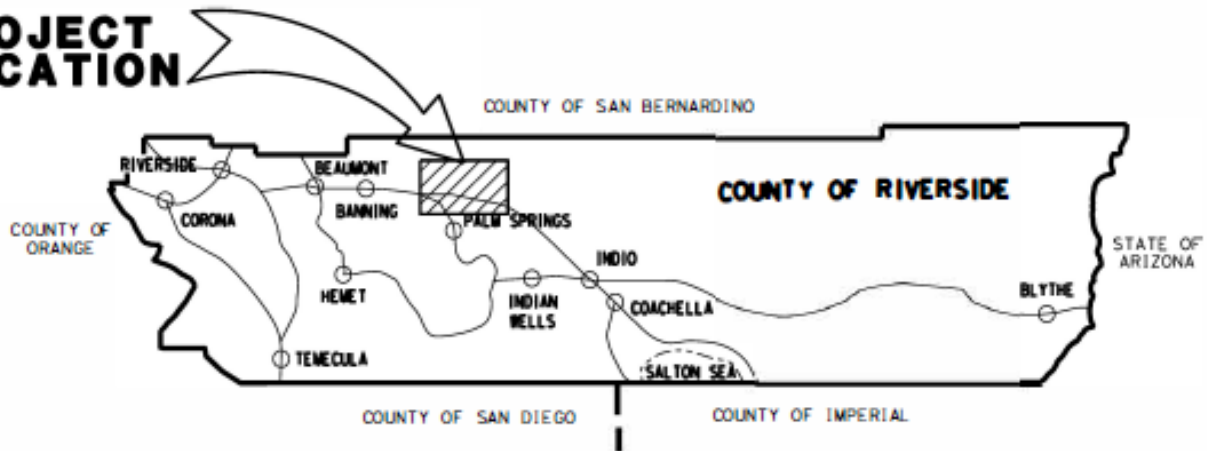 OJECT
CATION
COUNTY OF SAN BERNARDINO
RIVERSIDE
BEAUMONT
COUNTY OF RIVERSIDE
BANNING
CORONA
PALM SPRINGS
COUNTY OF
ORANGE
STATE OF
ARIZONA
INDIO
HEMET
INDIAN
WELLS
COACHELLA
BLYTHE
TEMECULA
SALTON SEA
COUNTY OF SAN DIEGO
COUNTY OF IMPERIAL